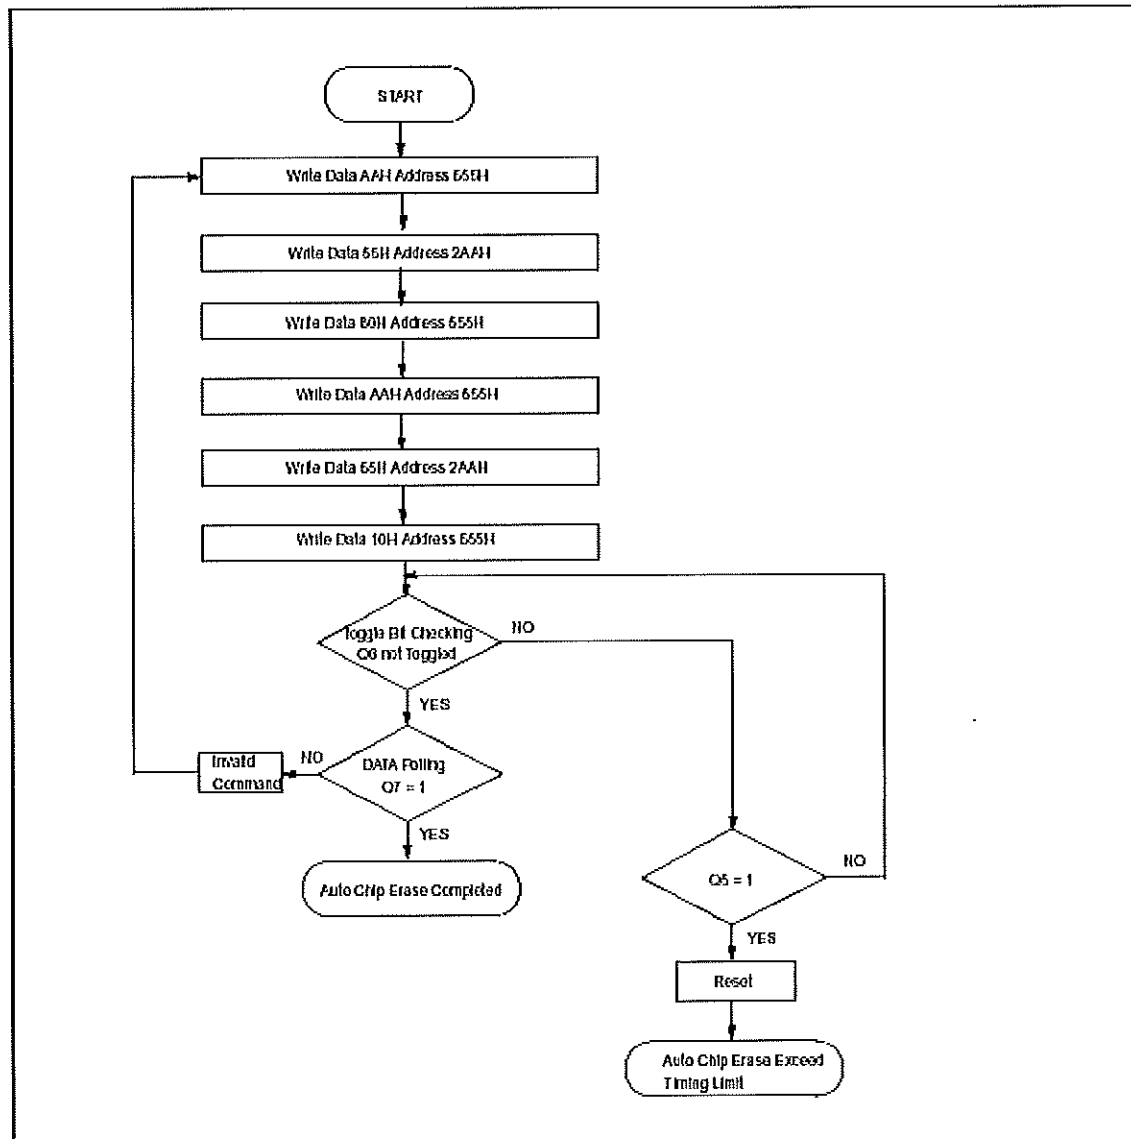 START
Write Data AAH Address 555H
Write Data 55H Address 2AAH
Write Data 80H Address 555H
Write Data AAH Address 555H
Write Data 55H Address 2AAH
Write Data 10H Address 555H
Toggle Bit Checking
Q6 not Toggled
NO
YES
Invalid
Command
NO
DATA Polling
Q7 = 1
YES
Auto Chip Erase Completed
Q5 = 1
NO
YES
Reset
Auto Chip Erase Exceed
Timing Limit